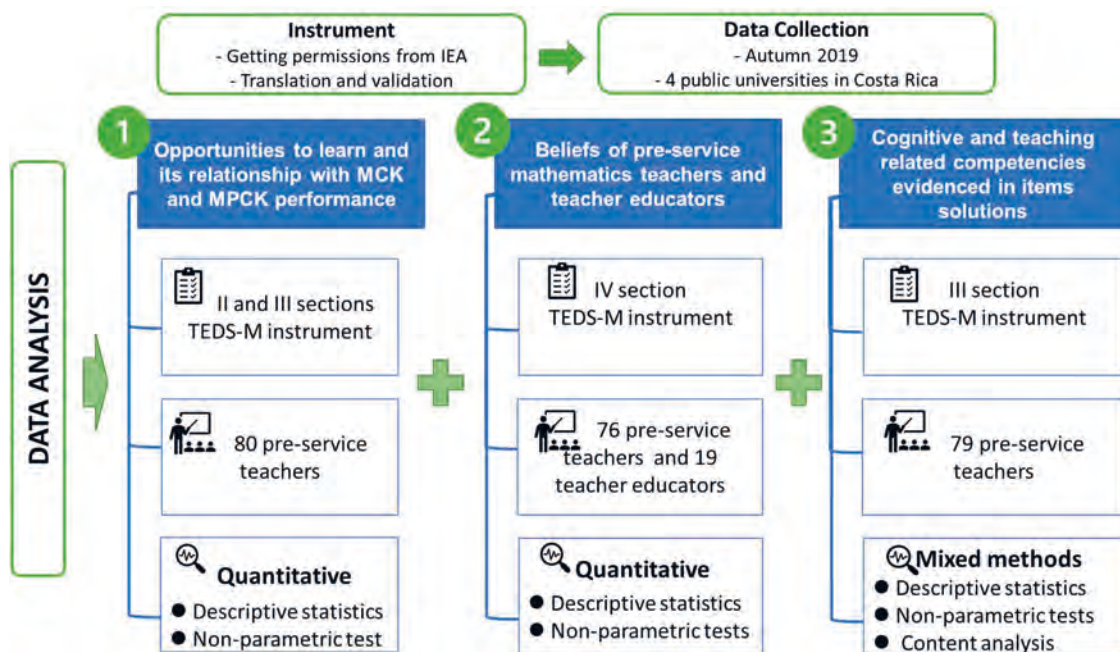 Instrument
- Getting permissions from IEA
- Translation and validation
Data Collection
- Autumn 2019
- 4 public universities in Costa Rica
DATA ANALYSIS
1
Opportunities to learn and
its relationship with MCK
and MPCK performance
II and III sections
TEDS-M instrument
80 pre-service
teachers
Quantitative
● Descriptive statistics
● Non-parametric test
2
Beliefs of pre-service
mathematics teachers and
teacher educators
IV section
TEDS-M instrument
76 pre-service
teachers and 19
teacher educators
Quantitative
● Descriptive statistics
● Non-parametric tests
3
Cognitive and teaching
related competencies
evidenced in items
solutions
III section
TEDS-M instrument
79 pre-service
teachers
Mixed methods
● Descriptive statistics
● Non-parametric tests
● Content analysis